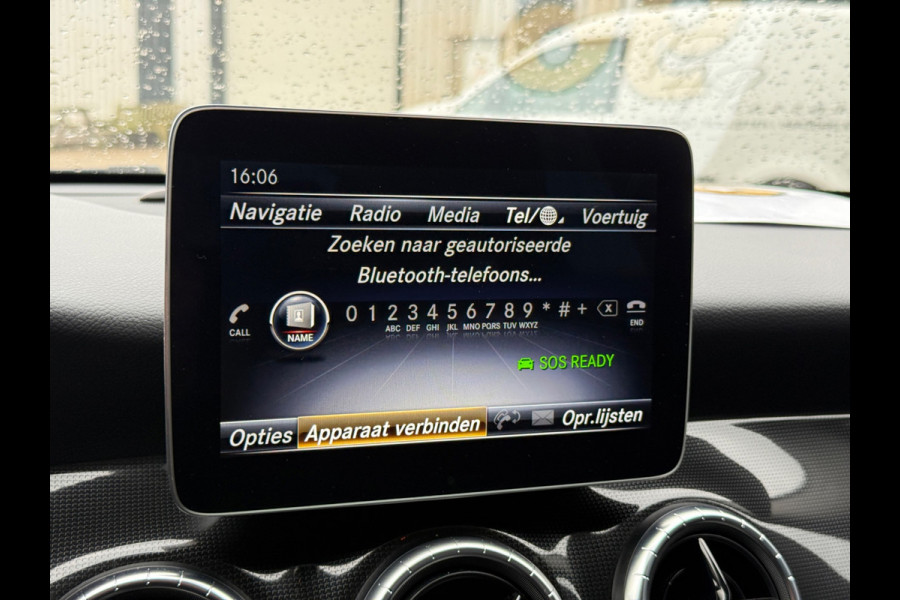 16:06
Navigatie Radio Media Tel/ Voertuig
Zoeken naar geautoriseerde
Bluetooth-telefoons...
CALL NAME 0 1 2 3 4 5 6 7 8 9 * # + END
ABC DEF GHI JKL MNO PQRS TUV WXYZ
SOS READY
Opties Apparaat verbinden Opr.lijsten